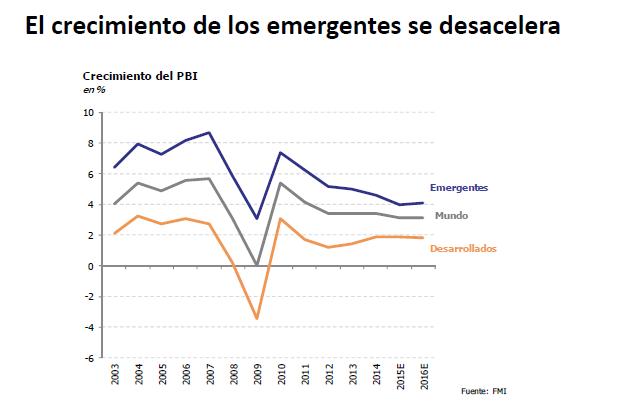 El crecimiento de los emergentes se desacelera
Crecimiento del PBI
en %
10
8
6
4
2
0
-2
-4
-6
Emergentes
Mundo
Desarrollados
2003
2004
2005
2006
2007
2008
2009
2010
2011
2012
2013
2014
2015E
2016E
Fuente: FMI